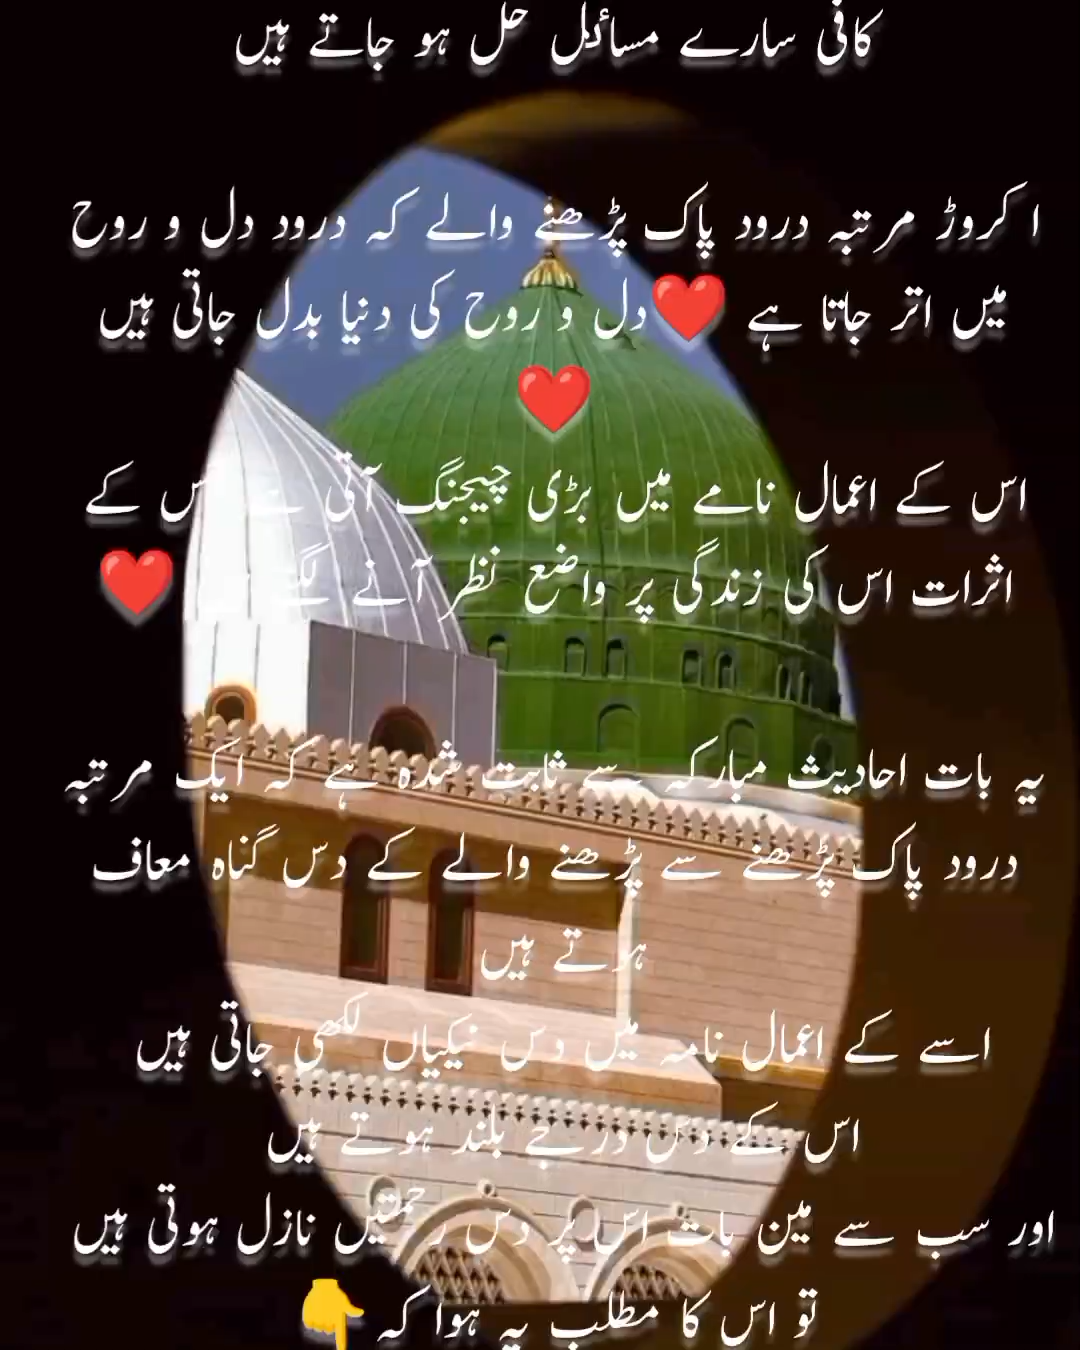 کافی سارے مسائل حل ہو جاتے ہیں
ا کروڑ مرتبہ درود پاک پڑھنے والے کہ درود دل و روح
میں اتر جاتا ہے ❤️دل و روح کی دنیا بدل جاتی ہیں
❤️
اس کے اعمال نامے میں بڑی چیجنگ آتی کے
اثرات اس کی زندگی پر واضع نظر آنے ❤️
یہ بات احادیث مبارکہ سے ثابت شدہ ہے کہ ایک مرتبہ
درود پاک پڑھنے سے پڑھنے والے کے دس گناہ معاف
ہوتے ہیں
اسے کے اعمال نامہ میں دس نیکیاں لکھی جاتی ہیں
اس کے دس درجے بلند ہوتے ہیں
اور سب سے مین بات اس پر دس رحمتیں نازل ہوتی ہیں
تو اس کا مطلب یہ ہوا کہ 👇